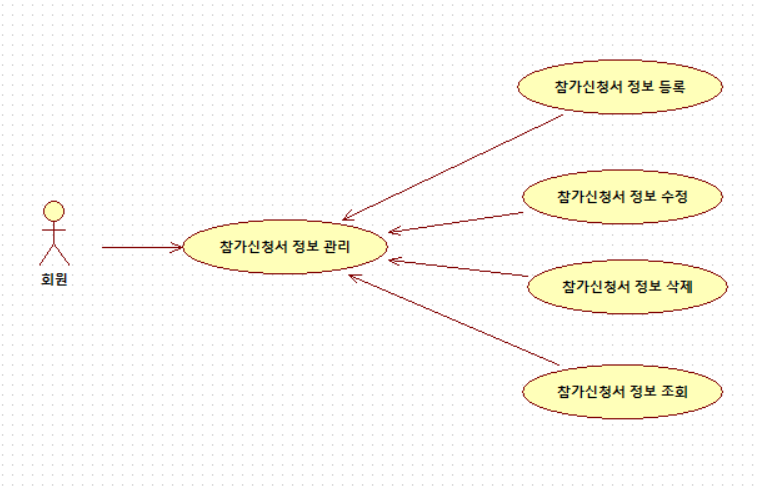 참가신청서 정보 등록
참가신청서 정보 수정
참가신청서 정보 관리
회원
참가신청서 정보 삭제
참가신청서 정보 조회